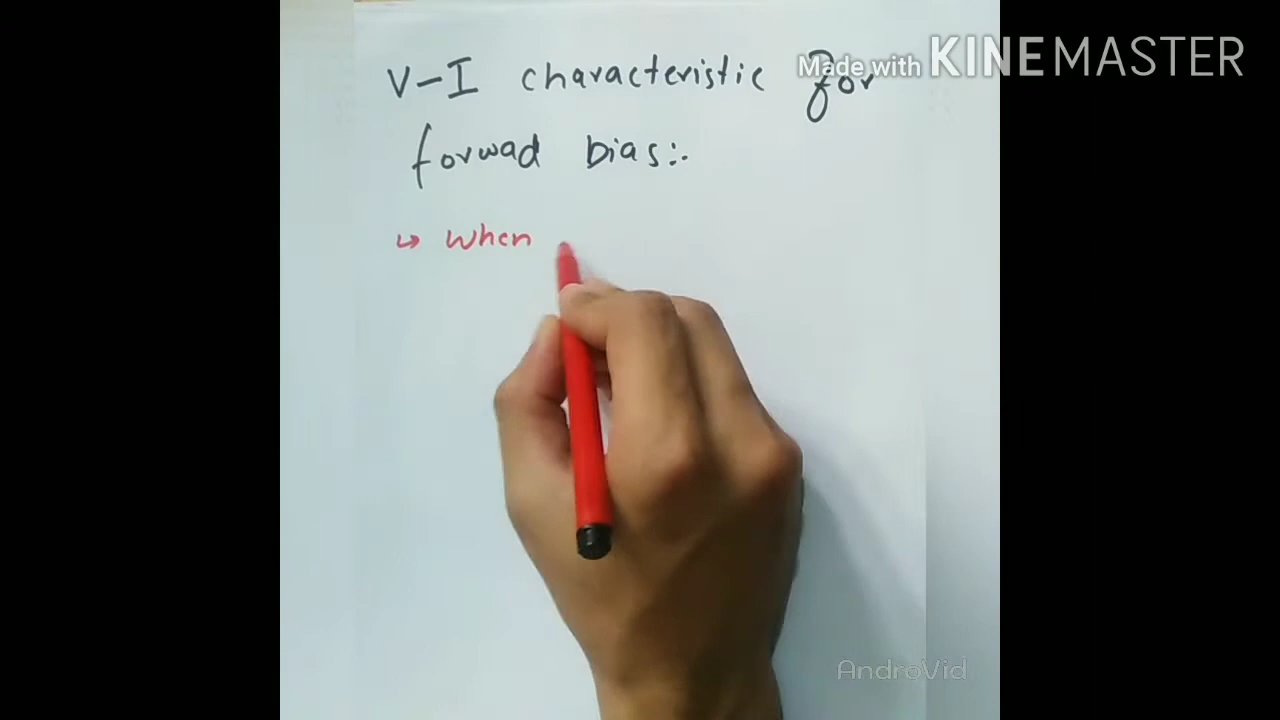 V-I characteristic for
forwad bias:-
↳ When
Made with KINEMASTER
AndroVid